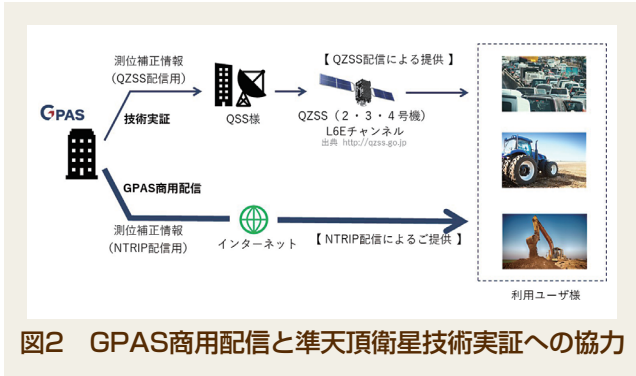 測位補正情報
（QZSS配信用）
【 QZSS配信による提供 】
GPAS
技術実証
QSS様
QZSS（２・３・４号機）
L6Eチャンネル
出典 http://qzss.go.jp
GPAS商用配信
測位補正情報
（NTRIP配信用）
インターネット
【 NTRIP配信によるご提供 】
利用ユーザ様
図2　GPAS商用配信と準天頂衛星技術実証への協力